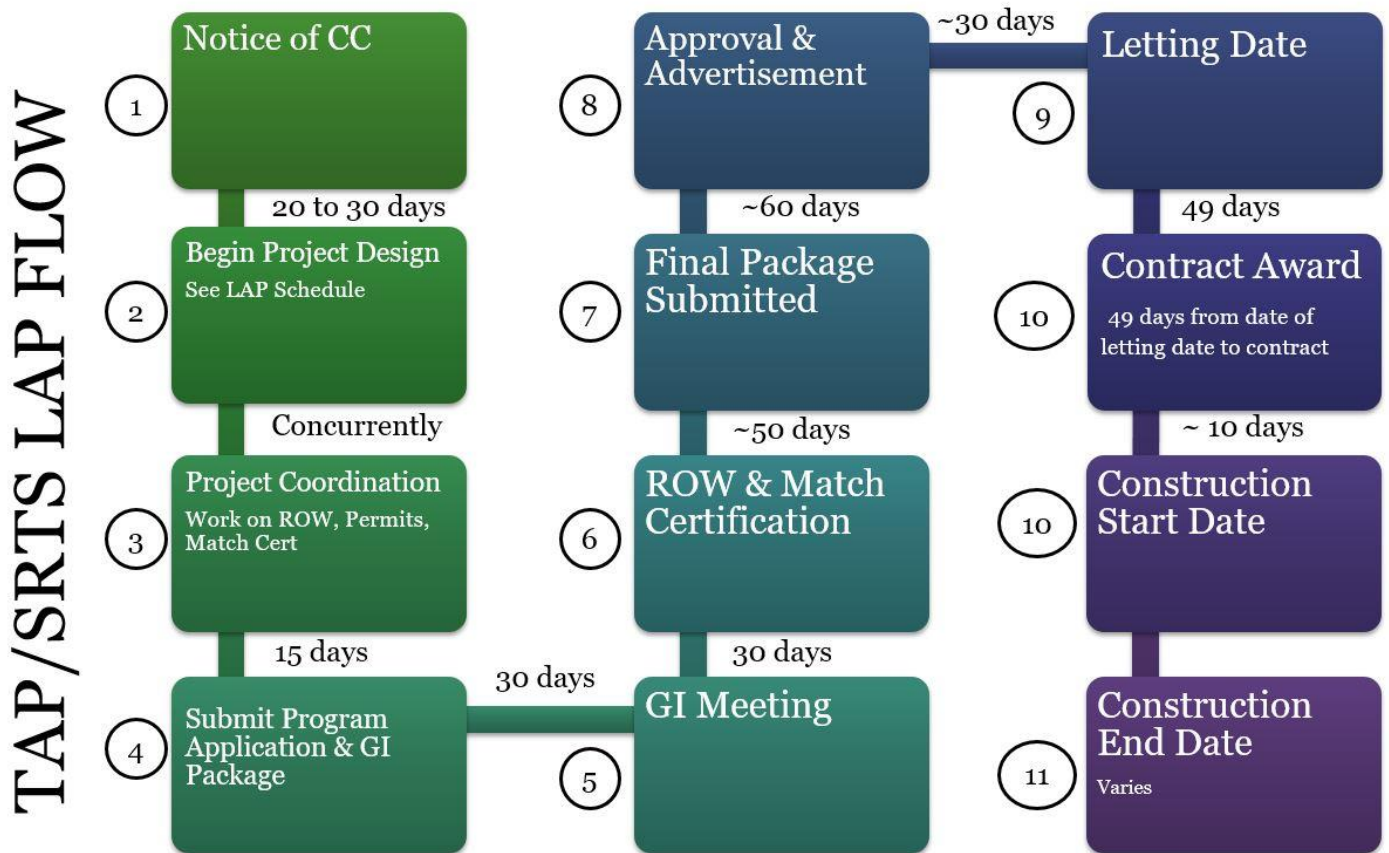 TAP/SRTS LAP FLOW
1
Notice of CC
20 to 30 days
2
Begin Project Design
See LAP Schedule
Concurrently
3
Project Coordination
Work on ROW, Permits,
Match Cert
15 days
4
Submit Program
Application & GI
Package
30 days
5
GI Meeting
30 days
6
ROW & Match
Certification
~50 days
7
Final Package
Submitted
~60 days
8
Approval &
Advertisement
~30 days
9
Letting Date
49 days
10
Contract Award
49 days from date of
letting date to contract
~ 10 days
10
Construction
Start Date
11
Construction
End Date
Varies